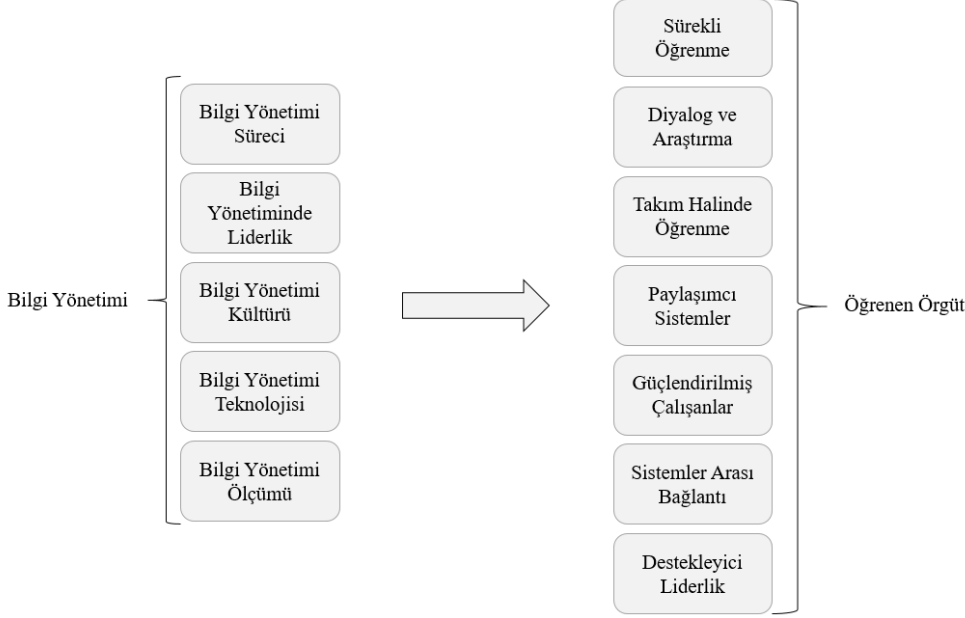 Bilgi Yönetimi
Bilgi Yönetimi
Süreci
Bilgi
Yönetiminde
Liderlik
Bilgi Yönetimi
Kültürü
Bilgi Yönetimi
Teknolojisi
Bilgi Yönetimi
Ölçümü
Sürekli
Öğrenme
Diyalog ve
Araştırma
Takım Halinde
Öğrenme
Paylaşımcı
Sistemler
Güçlendirilmiş
Çalışanlar
Sistemler Arası
Bağlantı
Destekleyici
Liderlik
Öğrenen Örgüt